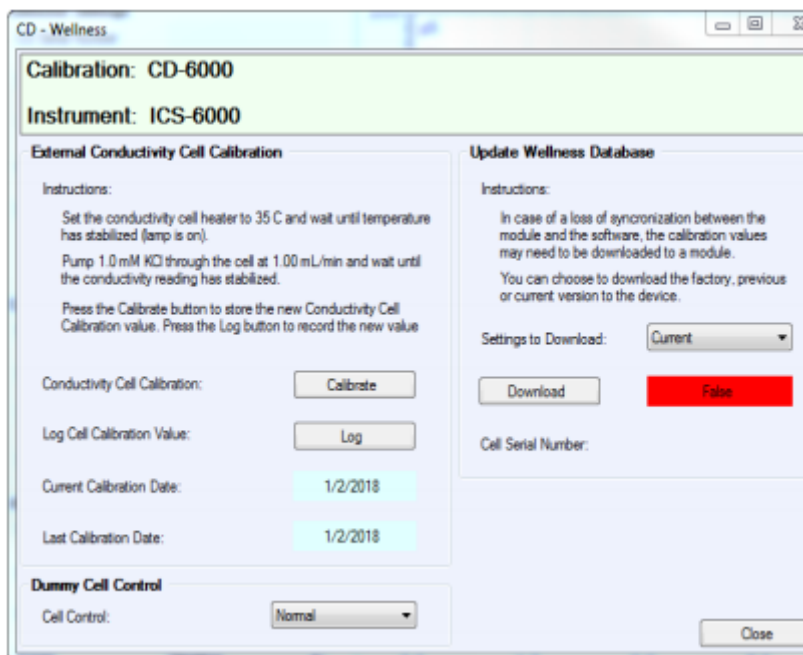 CD - Wellness
Calibration: CD-6000
Instrument: ICS-6000
External Conductivity Cell Calibration
Instructions:
Set the conductivity cell heater to 35 C and wait until temperature
has stabilized (lamp is on).
Pump 1.0 mM KCl through the cell at 1.00 mL/min and wait until
the conductivity reading has stabilized.
Press the Calibrate button to store the new Conductivity Cell
Calibration value. Press the Log button to record the new value
Conductivity Cell Calibration:
Calibrate
Log Cell Calibration Value:
Log
Current Calibration Date:
1/2/2018
Last Calibration Date:
1/2/2018
Dummy Cell Control
Cell Control:
Normal
Update Wellness Database
Instructions:
In case of a loss of syncronization between the
module and the software, the calibration values
may need to be downloaded to a module.
You can choose to download the factory, previous
or current version to the device.
Settings to Download:
Current
Download
False
Cell Serial Number:
Close